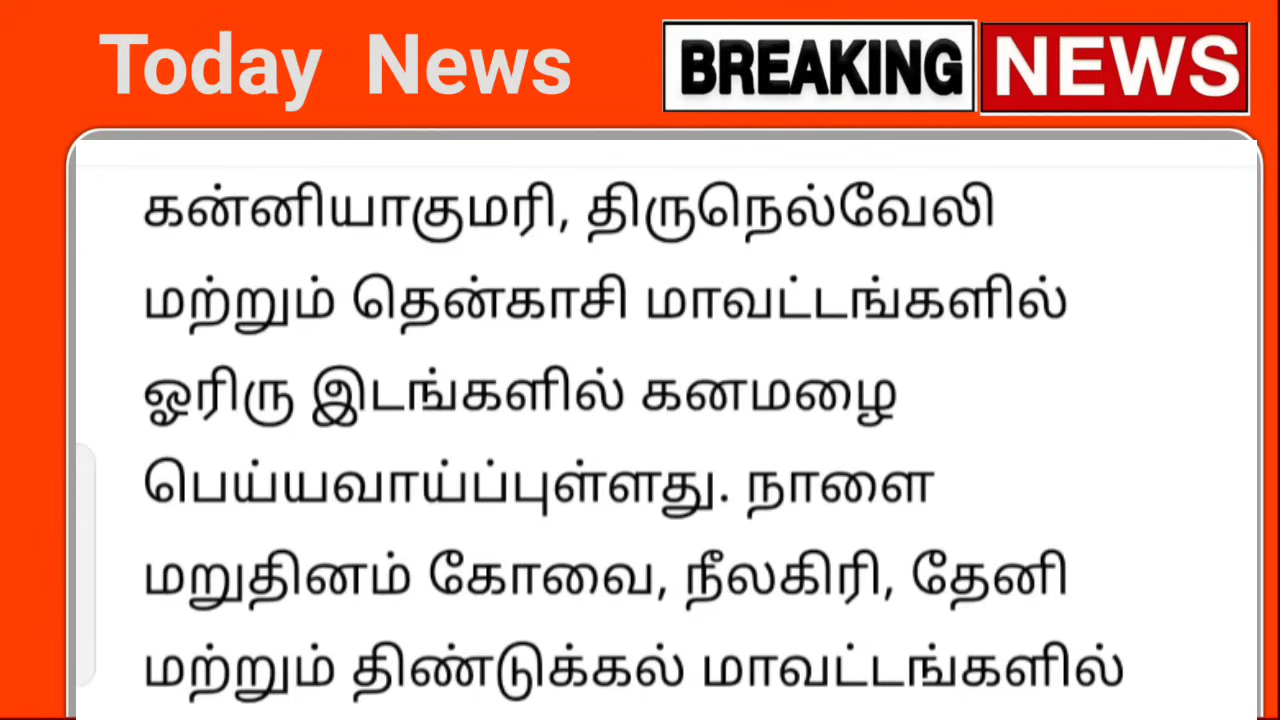 Today News
BREAKING NEWS
கன்னியாகுமரி, திருநெல்வேலி
மற்றும் தென்காசி மாவட்டங்களில்
ஓரிரு இடங்களில் கனமழை
பெய்யவாய்ப்புள்ளது. நாளை
மறுதினம் கோவை, நீலகிரி, தேனி
மற்றும் திண்டுக்கல் மாவட்டங்களில்